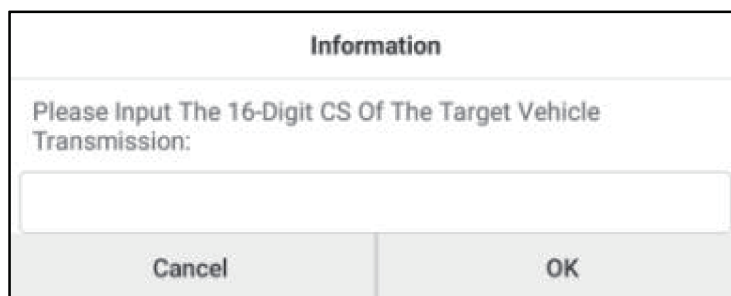 Information
Please Input The 16-Digit CS Of The Target Vehicle
Transmission:
Cancel
OK